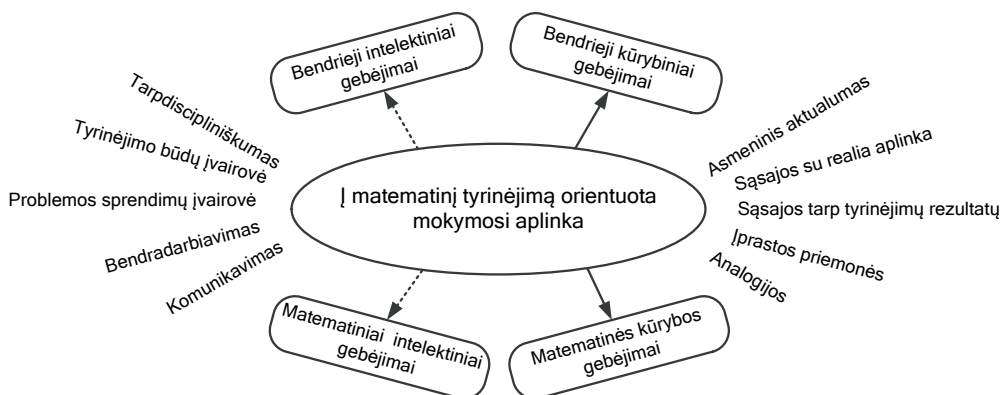 Bendrieji intelektiniai
gebėjimai
Bendrieji kūrybiniai
gebėjimai
Tarpdiscipliniškumas
Tyrinėjimo būdų įvairovė
Problemos sprendimų įvairovė
Bendradarbiavimas
Komunikavimas
Į matematinį tyrinėjimą orientuota
mokymosi aplinka
Asmeninis aktualumas
Sąsajos su realia aplinka
Sąsajos tarp tyrinėjimų rezultatų
Įprastos priemonės
Analogijos
Matematiniai intelektiniai
gebėjimai
Matematinės kūrybos
gebėjimai